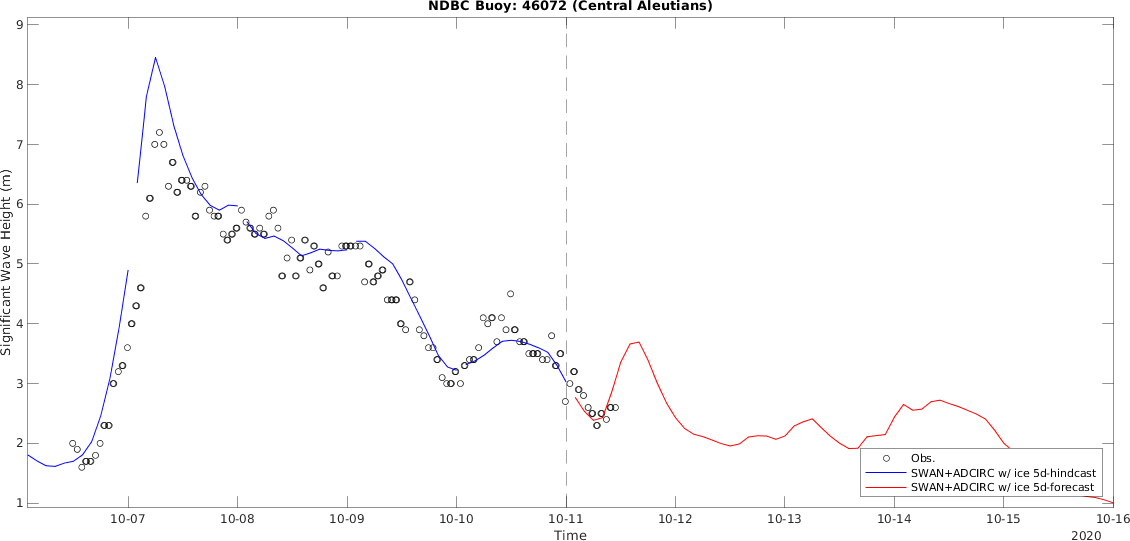 NDBC Buoy: 46072 (Central Aleutians)
Significant Wave Height (m)
9
8
7
6
5
4
3
2
1
Obs.
SWAN+ADCIRC w/ ice 5d-hindcast
SWAN+ADCIRC w/ ice 5d-forecast
10-07 10-08 10-09 10-10 10-11 10-12 10-13 10-14 10-15 10-16
Time
2020